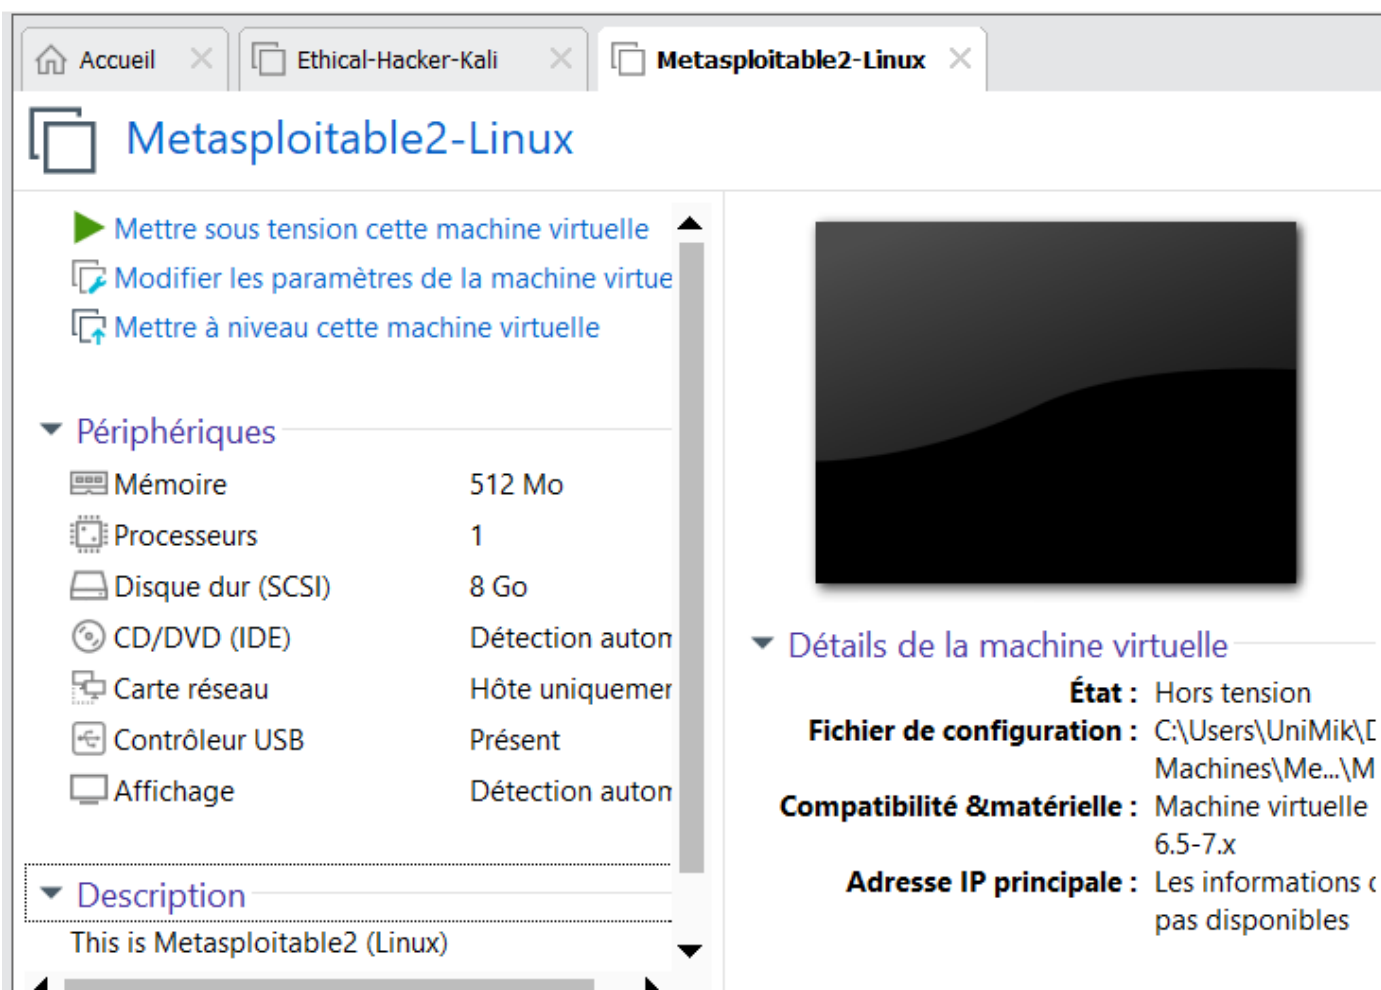 Accueil
Ethical-Hacker-Kali
Metasploitable2-Linux
Metasploitable2-Linux
Mettre sous tension cette machine virtuelle
Modifier les paramètres de la machine virtue
Mettre à niveau cette machine virtuelle
Périphériques
Mémoire 512 Mo
Processeurs 1
Disque dur (SCSI) 8 Go
CD/DVD (IDE) Détection autom
Carte réseau Hôte uniquemer
Contrôleur USB Présent
Affichage Détection autom
Description
This is Metasploitable2 (Linux)
Détails de la machine virtuelle
État : Hors tension
Fichier de configuration : C:\Users\UniMik\D
Machines\Me...\M
Compatibilité &matérielle : Machine virtuelle
6.5-7.x
Adresse IP principale : Les informations
pas disponibles